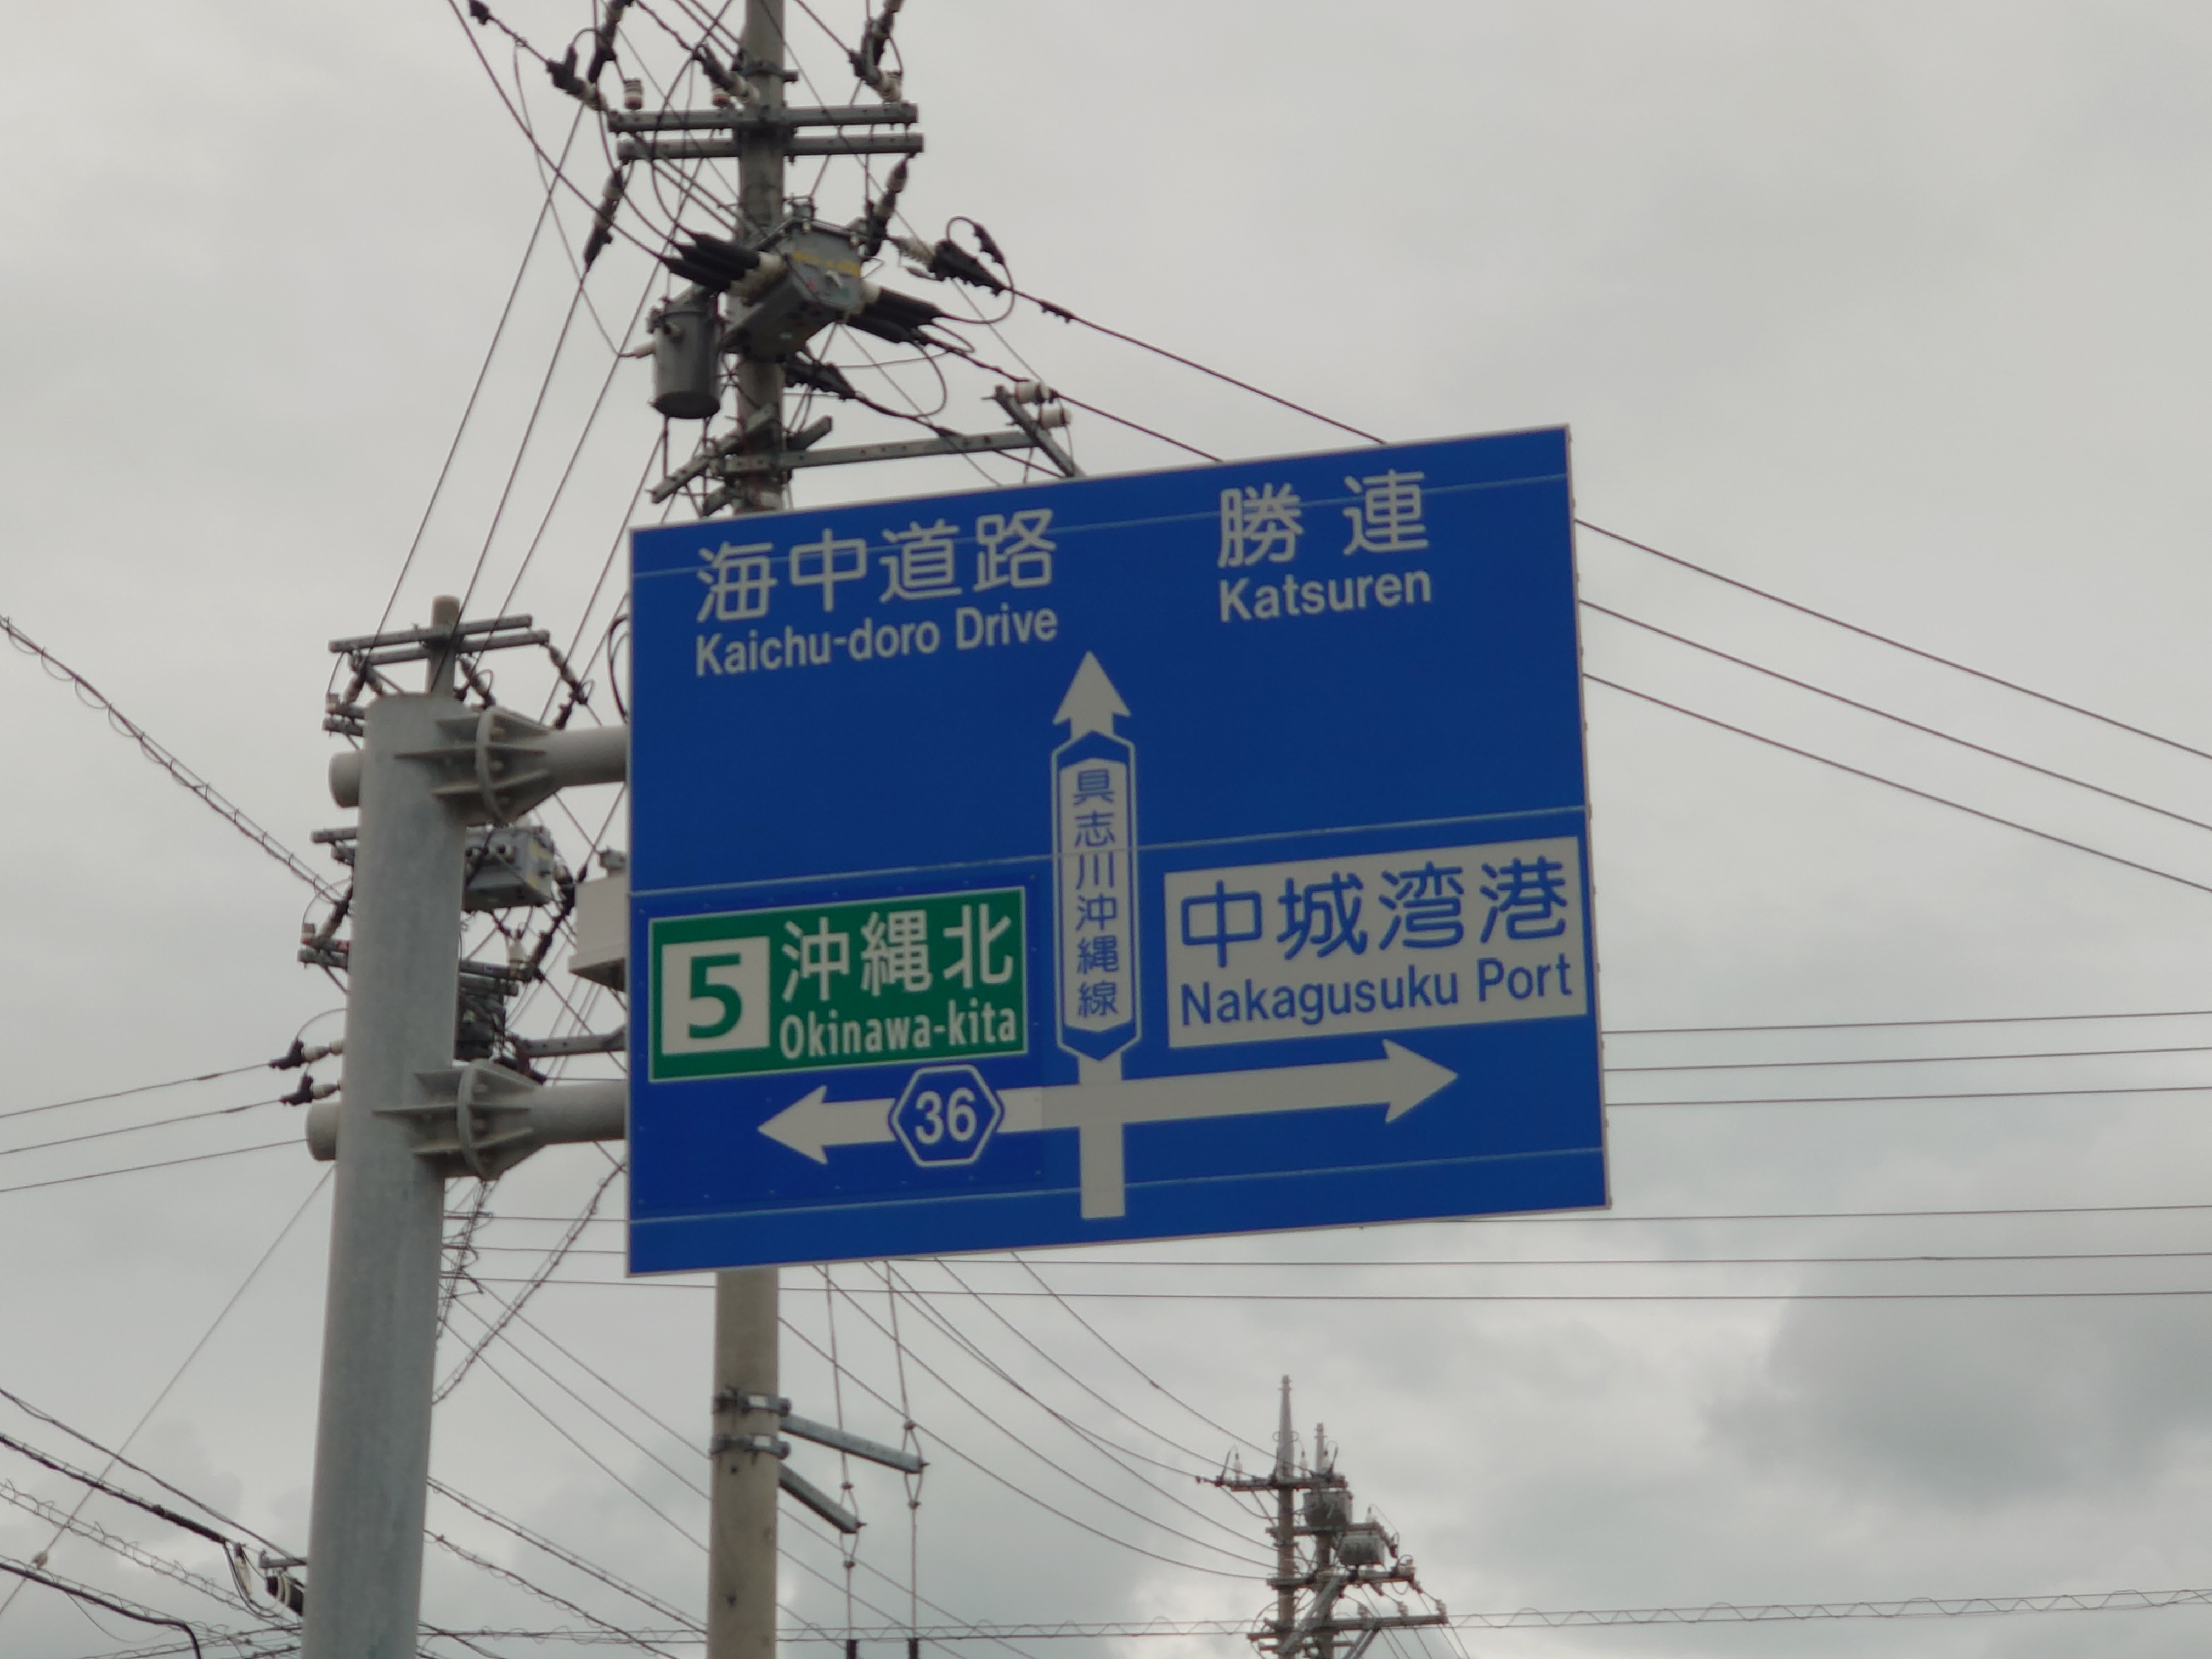 海中道路
Kaichu-doro Drive
勝連
Katsuren
具志川沖縄線
5 沖縄北
Okinawa-kita
中城湾港
Nakagusuku Port
36